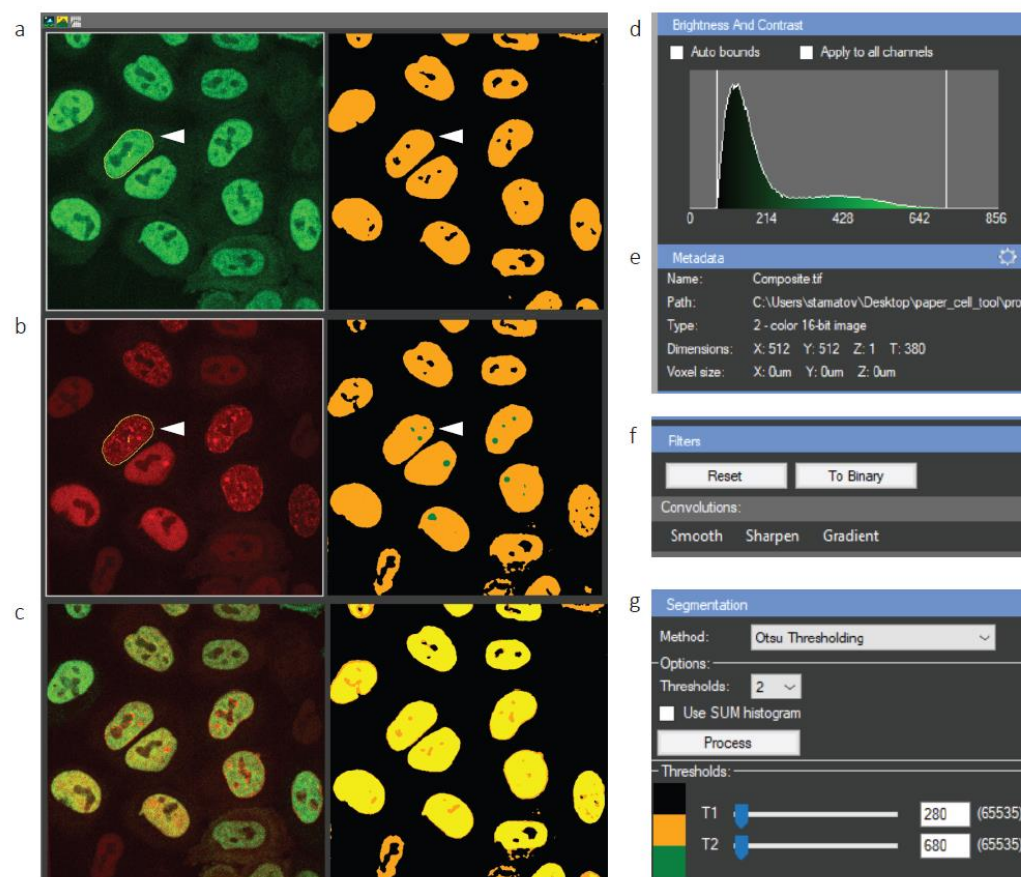 a
b
c
d
Brightness And Contrast
Auto bounds
Apply to all channels
0 214 428 642 856
e
Metadata
Name: Composite.tif
Path: C:\Users\stamatov\Desktop\paper_cell_tool\pro
Type: 2 - color 16-bit image
Dimensions: X: 512 Y: 512 Z: 1 T: 380
Voxel size: X: 0um Y: 0um Z: 0um
f
Filters
Reset To Binary
Convolutions:
Smooth Sharpen Gradient
g
Segmentation
Method: Otsu Thresholding
Options:
Thresholds: 2
Use SUM histogram
Process
Thresholds:
T1 280 (65535)
T2 680 (65535)